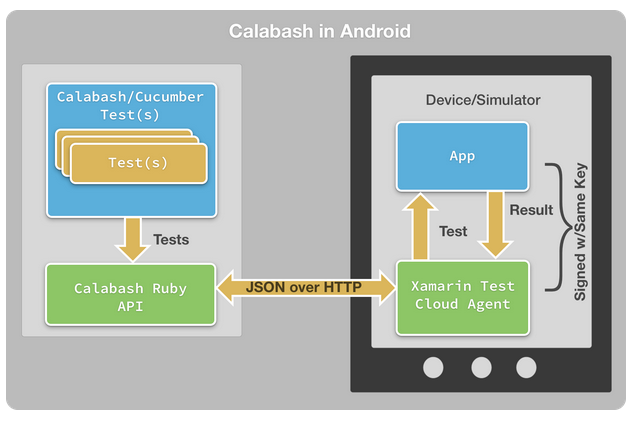 Calabash in Android
Calabash/Cucumber
Test(s)
Test(s)
Tests
Calabash Ruby
API
JSON over HTTP
Device/Simulator
App
Test
Result
Xamarin Test
Cloud Agent
Signed w/Same Key